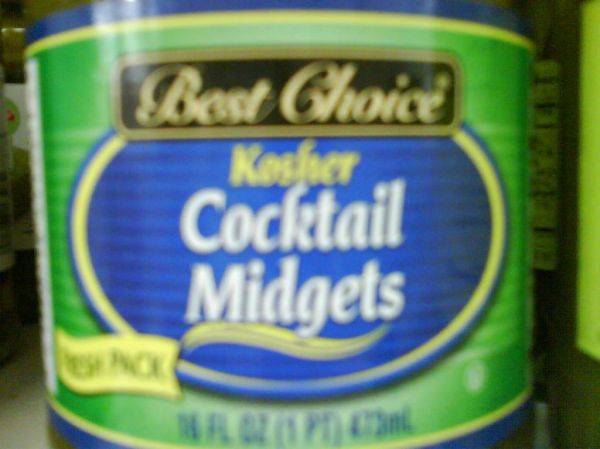 Best Choice
Kosher
Cocktail
Midgets
FRESH PACK
16 FL OZ (1 PT) 473mL